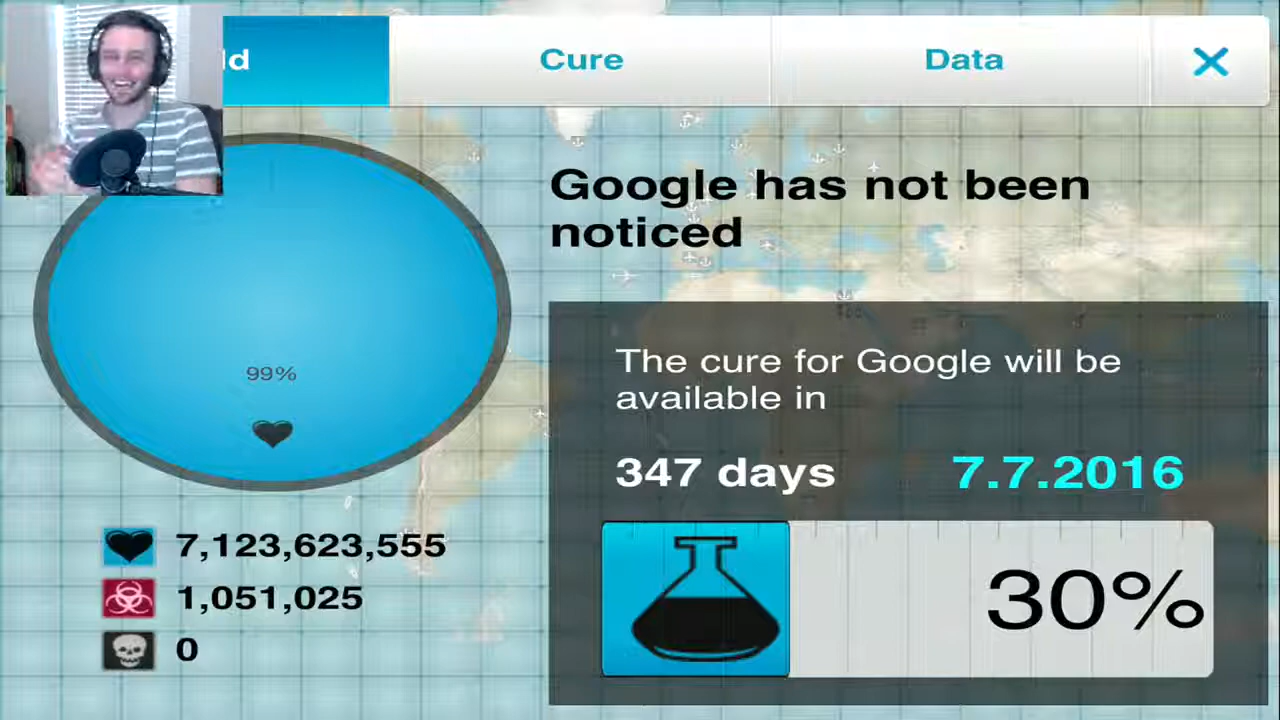 ld
Cure
Data
Google has not been
noticed
99%
The cure for Google will be
available in
347 days
7.7.2016
30%
7,123,623,555
1,051,025
0